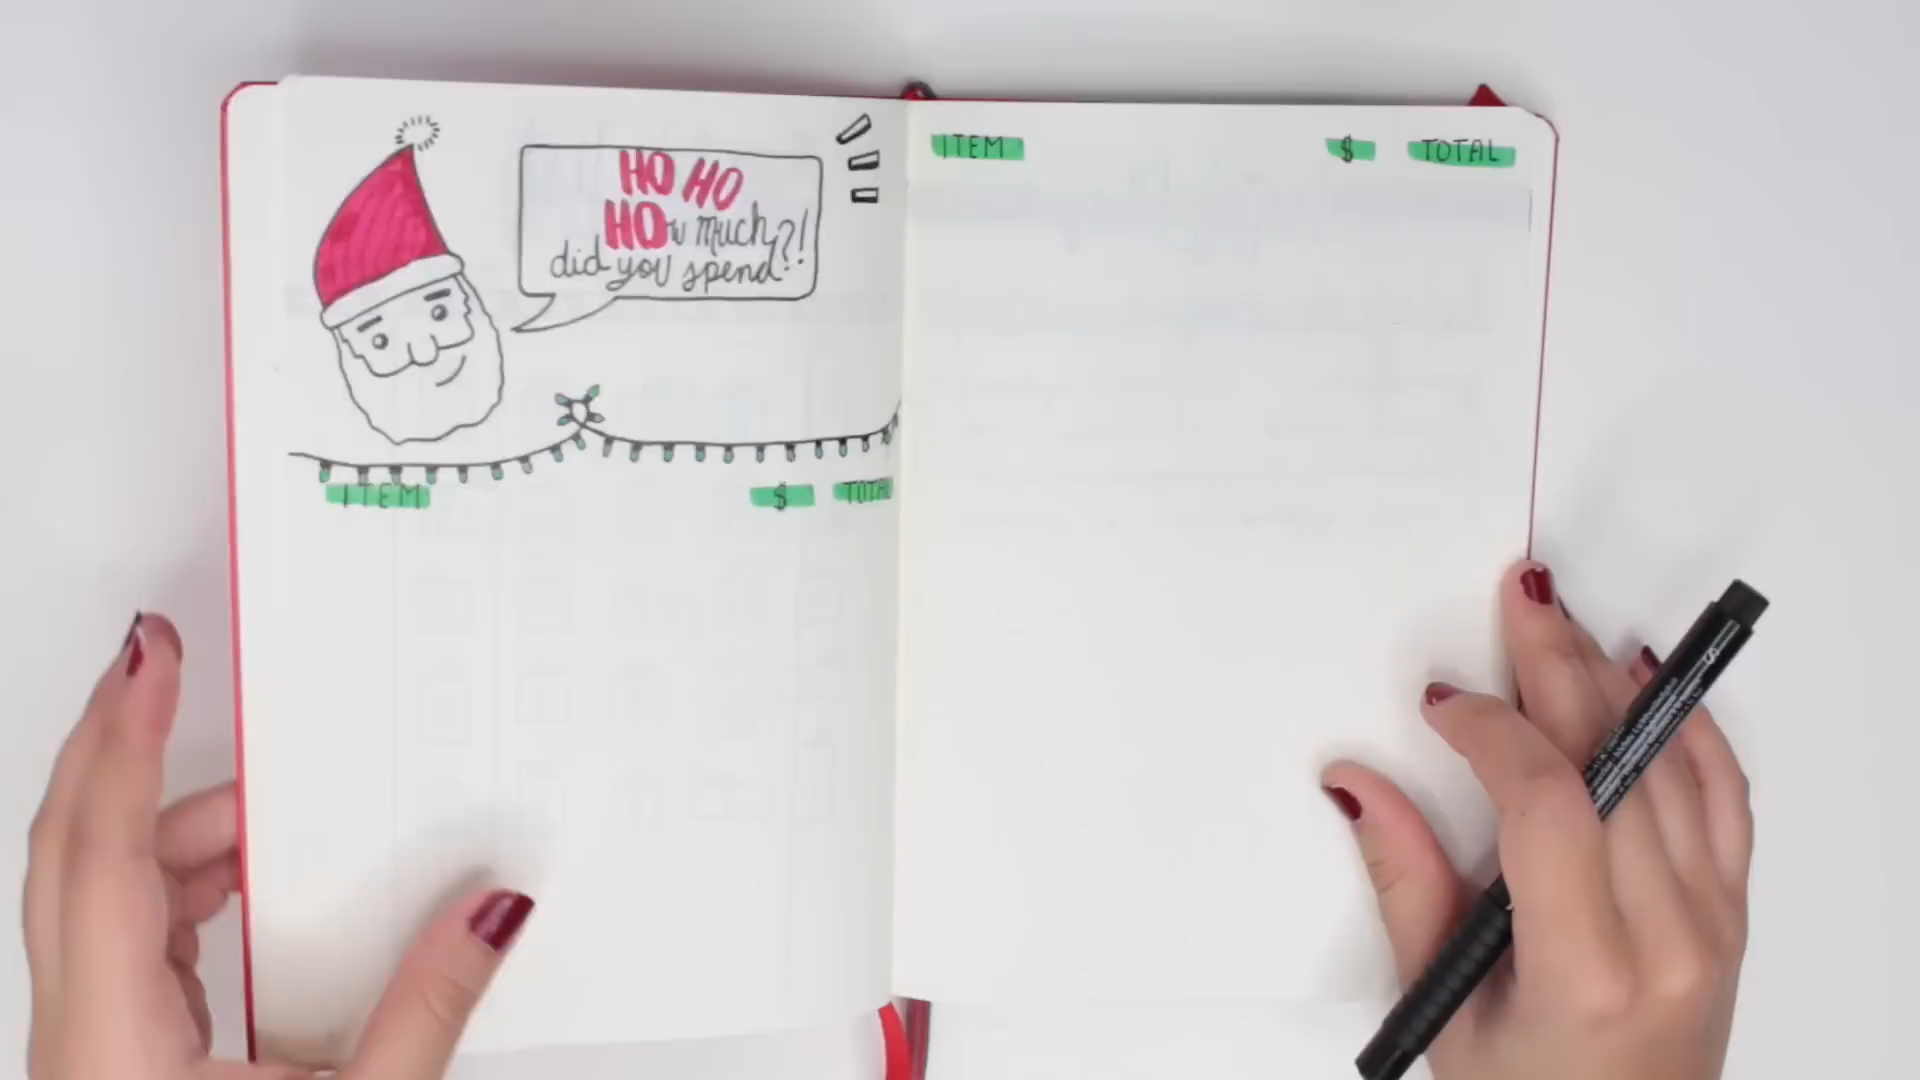 HO HO
HOw much
did you spend?!
ITEM $ TOTAL
ITEM $ TOTAL
S